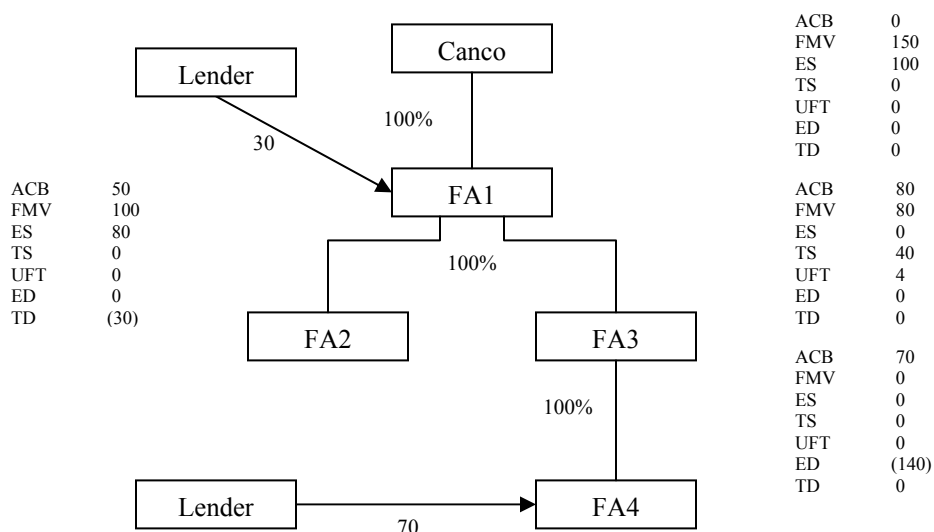 ACB 0
FMV 150
ES 100
TS 0
UFT 0
ED 0
TD 0
Canco
Lender
100%
30
FA1
ACB 50
FMV 100
ES 80
TS 0
UFT 0
ED 0
TD (30)
ACB 80
FMV 80
ES 0
TS 40
UFT 4
ED 0
TD 0
100%
FA2
FA3
ACB 70
FMV 0
ES 0
TS 0
UFT 0
ED (140)
TD 0
100%
Lender
70
FA4